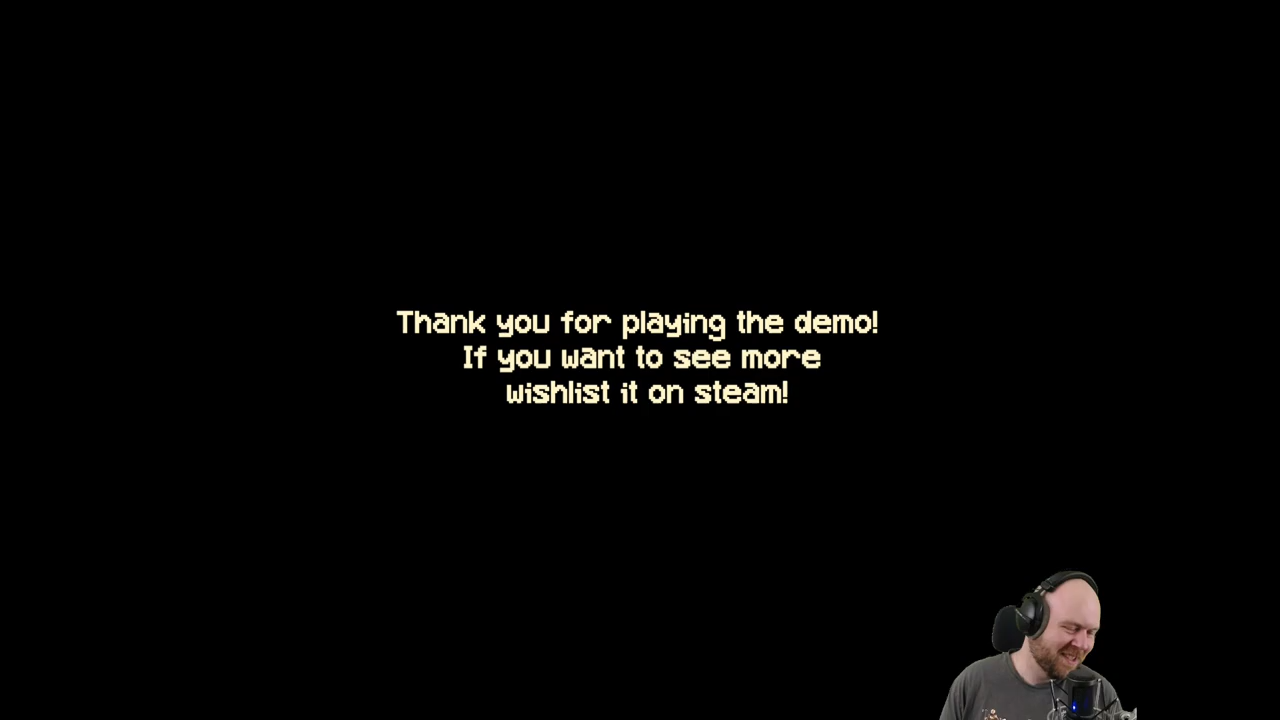 Thank you for playing the demo!
If you want to see more
wishlist it on steam!